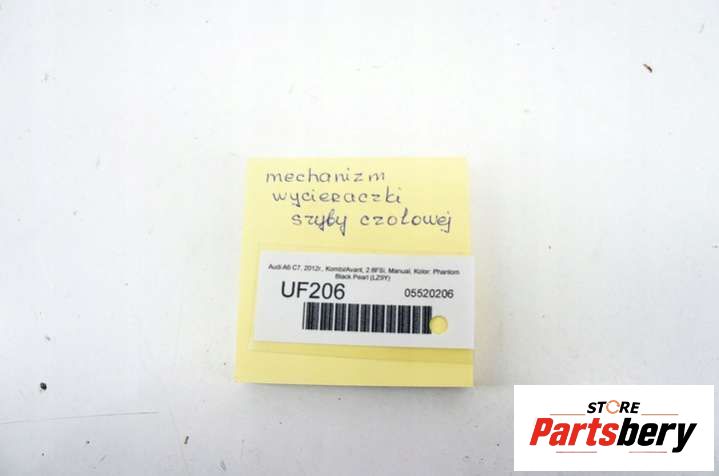 mechanizm
wycieraczki
szyby czołowej
Audi A6 C7, 2012r., Kombi/Avant, 2.8FSi, Manual, Kolor: Phantom
Black Pearl (LZ9Y)
UF206 05520206
STORE
Partsbery